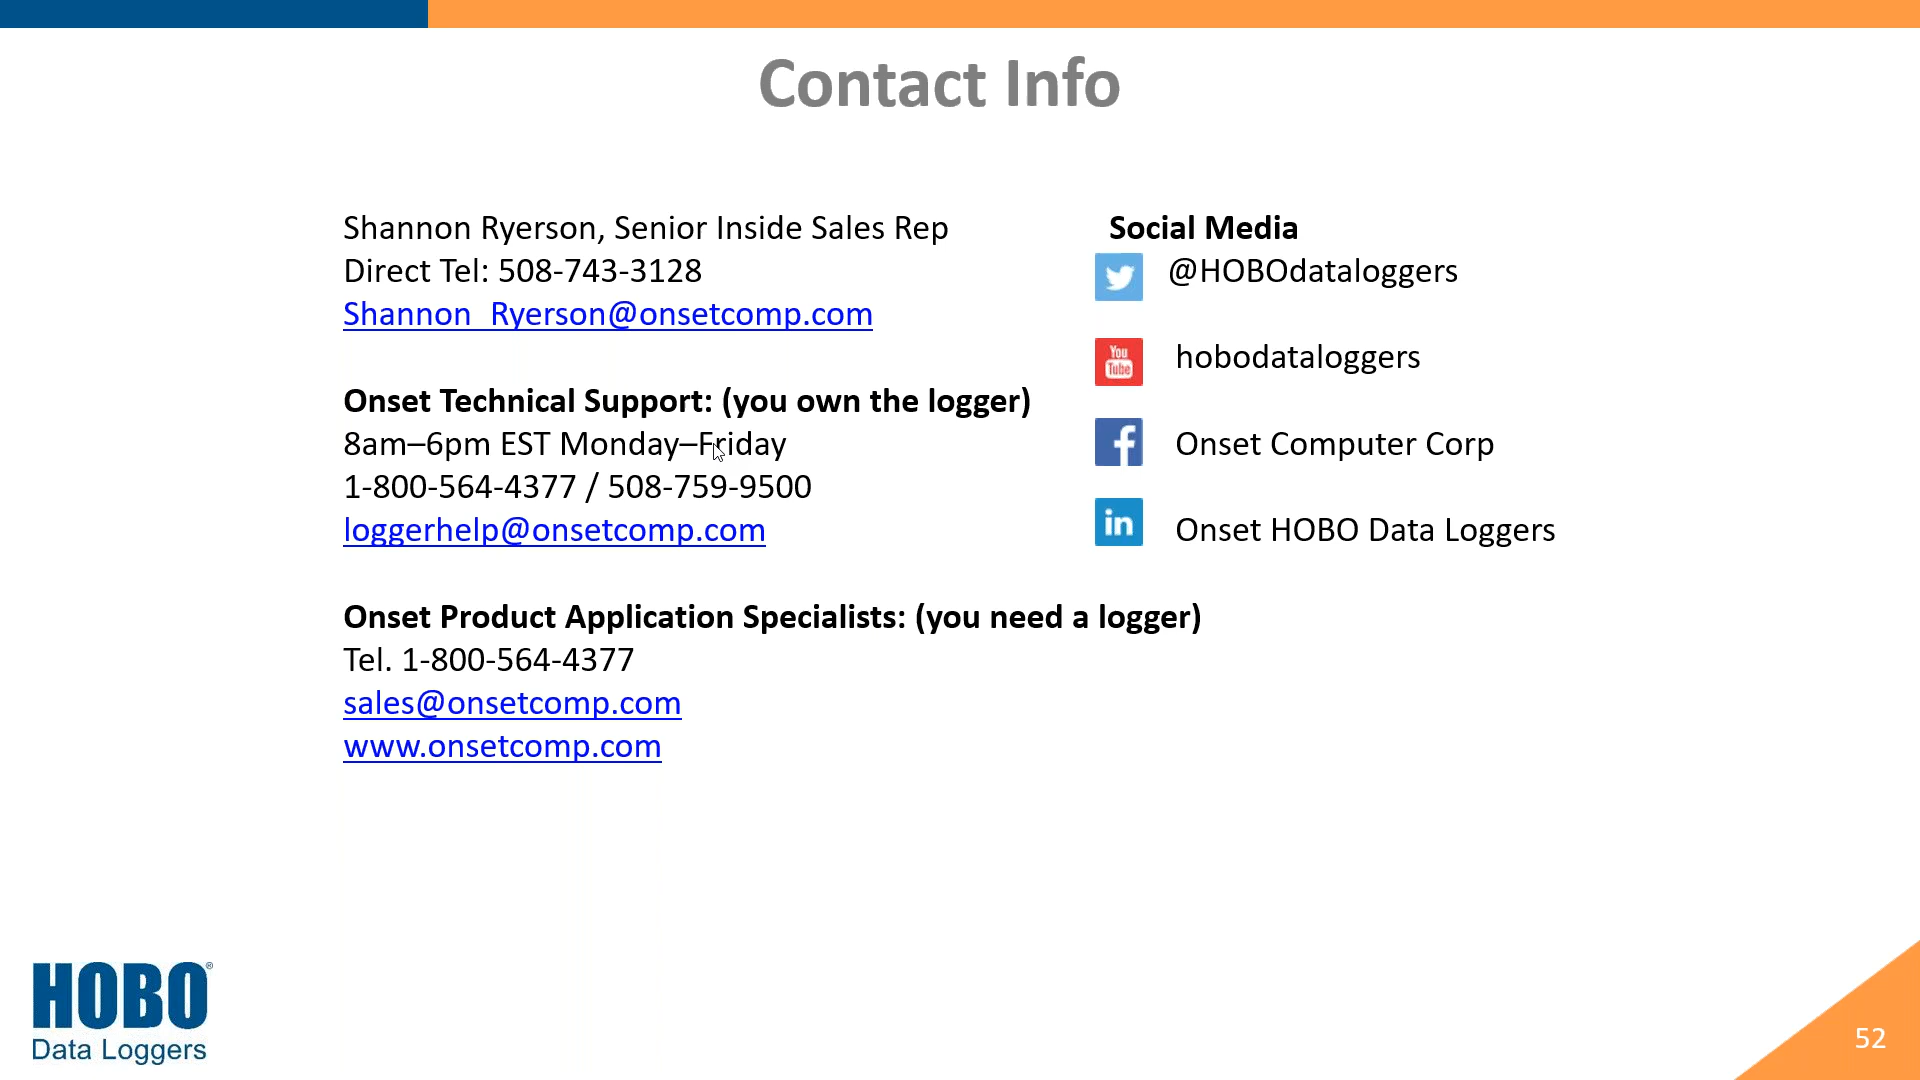 Contact Info
Shannon Ryerson, Senior Inside Sales Rep
Direct Tel: 508-743-3128
Shannon_Ryerson@onsetcomp.com
Onset Technical Support: (you own the logger)
8am–6pm EST Monday–Friday
1-800-564-4377 / 508-759-9500
loggerhelp@onsetcomp.com
Onset Product Application Specialists: (you need a logger)
Tel. 1-800-564-4377
sales@onsetcomp.com
www.onsetcomp.com
Social Media
@HOBOdataloggers
You
Tube
hobodataloggers
f
Onset Computer Corp
in
Onset HOBO Data Loggers
HOBO®
Data Loggers
52